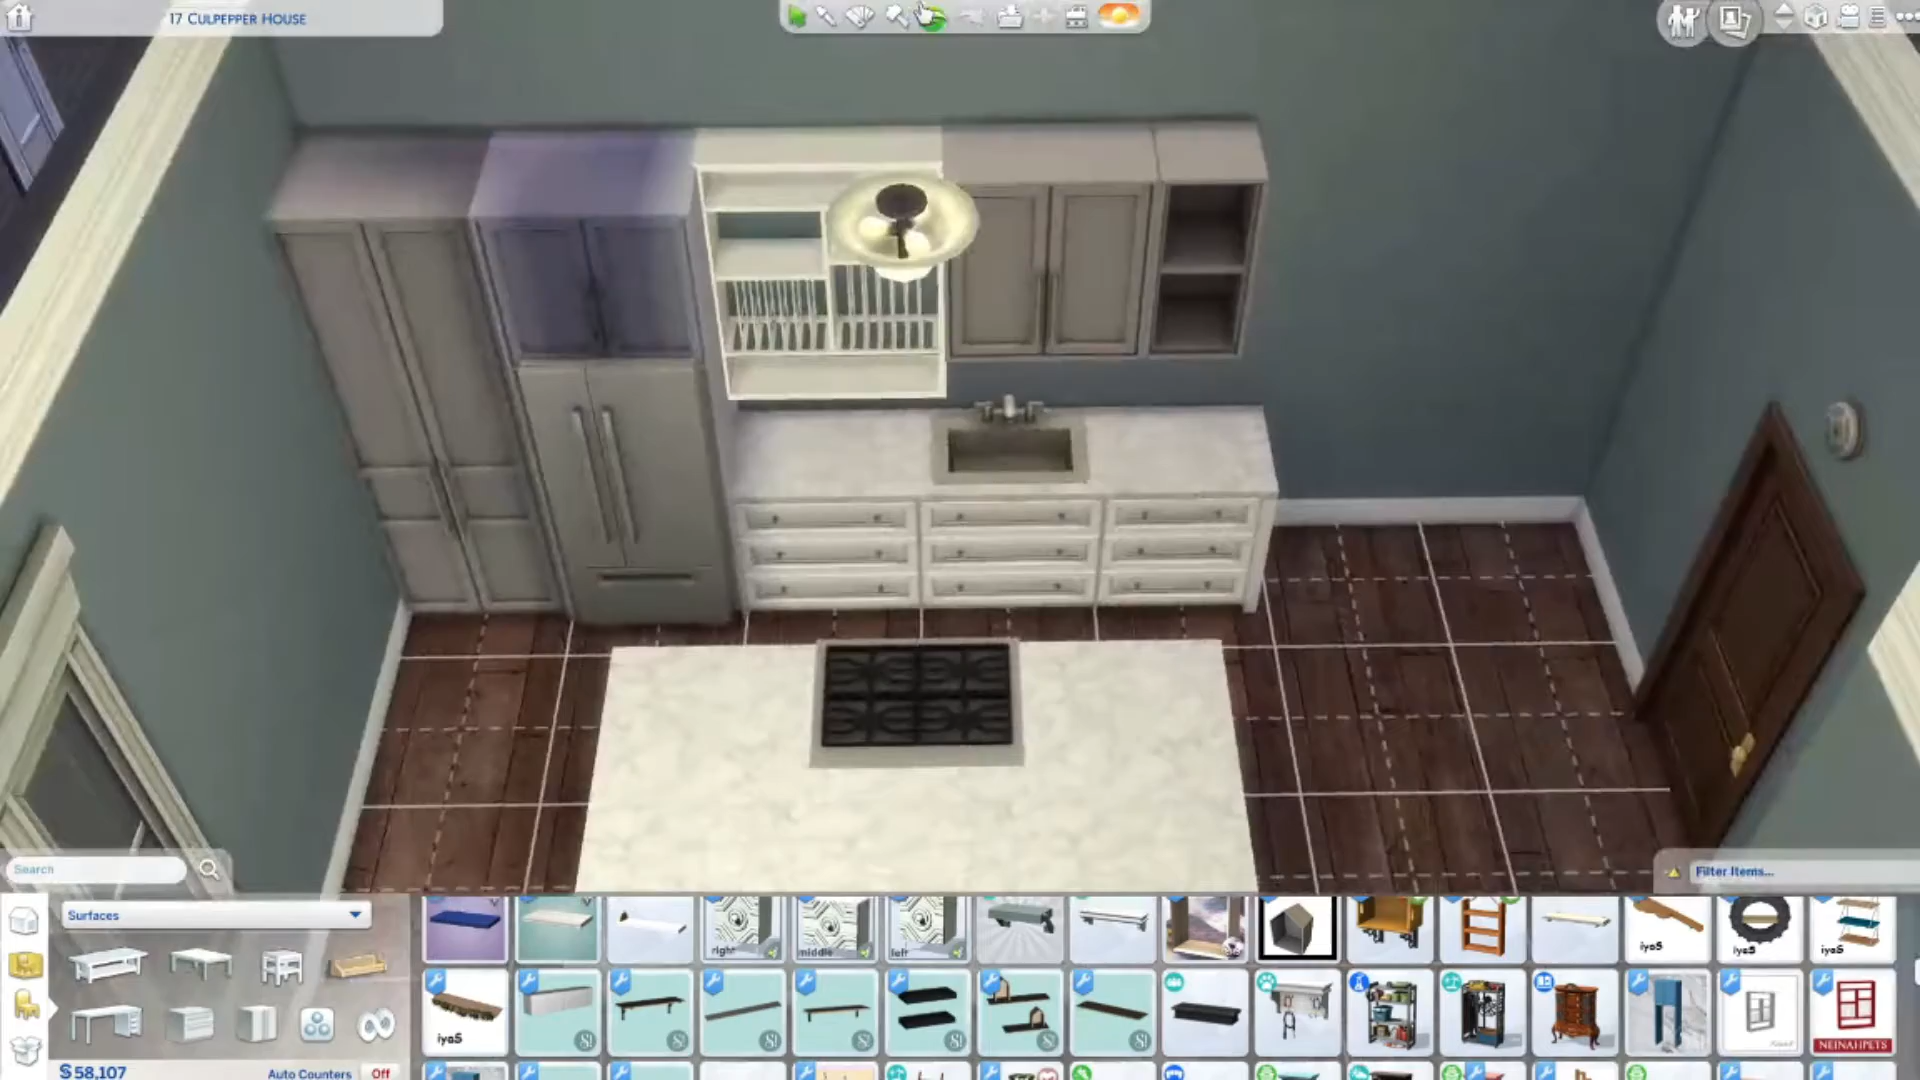 17 CULPEPPER HOUSE
Search
Filter Items...
Surfaces
right
middle
left
iyaS
iyaS
iyaS
iyaS
NEINAHPETS
§58,107
Auto Counters Off